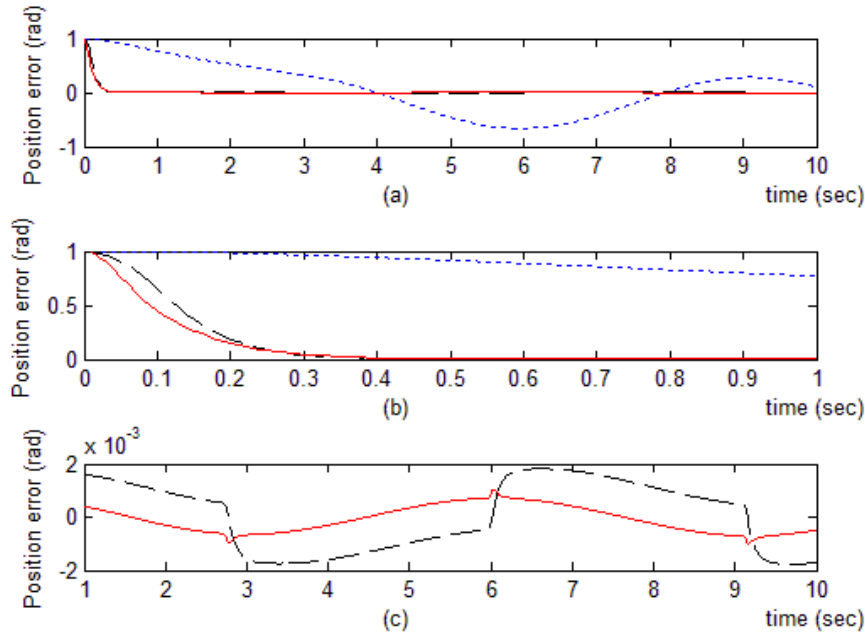 Position error (rad)
1
0
-1
0 1 2 3 4 5 6 7 8 9 10
(a)
time (sec)
Position error (rad)
1
0.5
0
0 0.1 0.2 0.3 0.4 0.5 0.6 0.7 0.8 0.9 1
(b)
time (sec)
x 10⁻³
Position error (rad)
2
0
-2
1 2 3 4 5 6 7 8 9 10
(c)
time (sec)